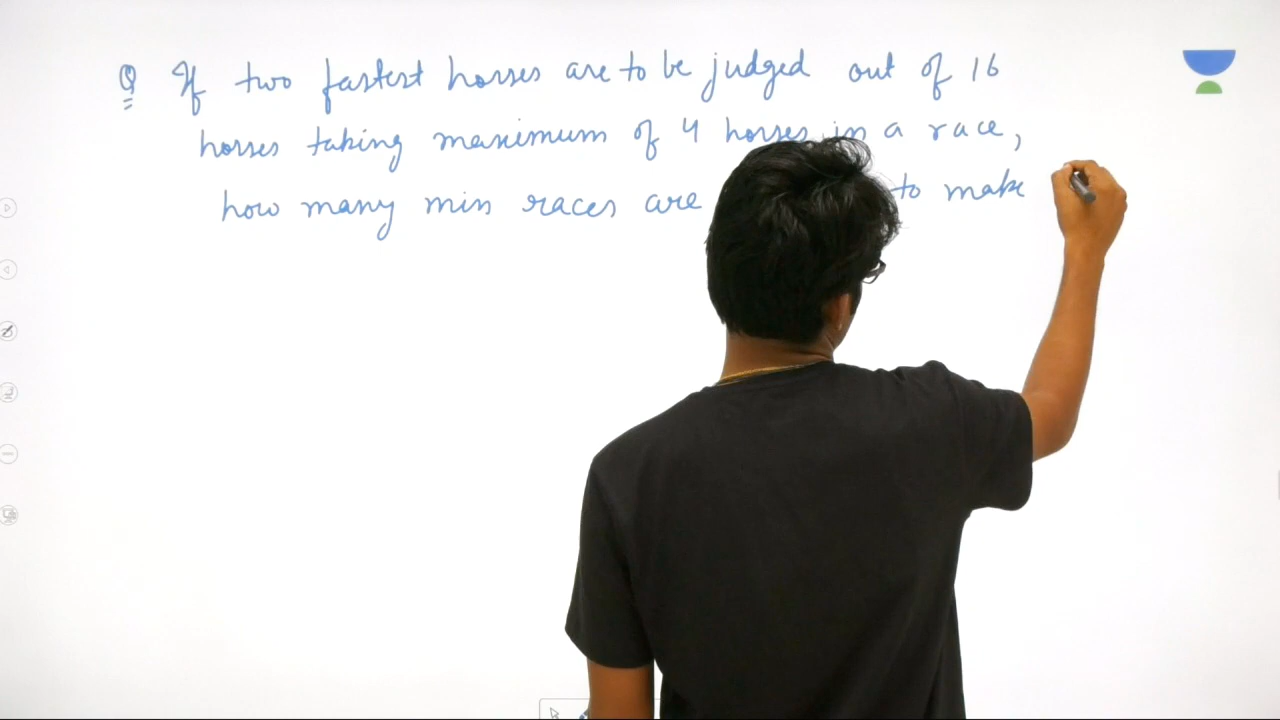 Q If two fastest horses are to be judged out of 16
horses taking maximum of 4 horses in a race,
how many min races are to make